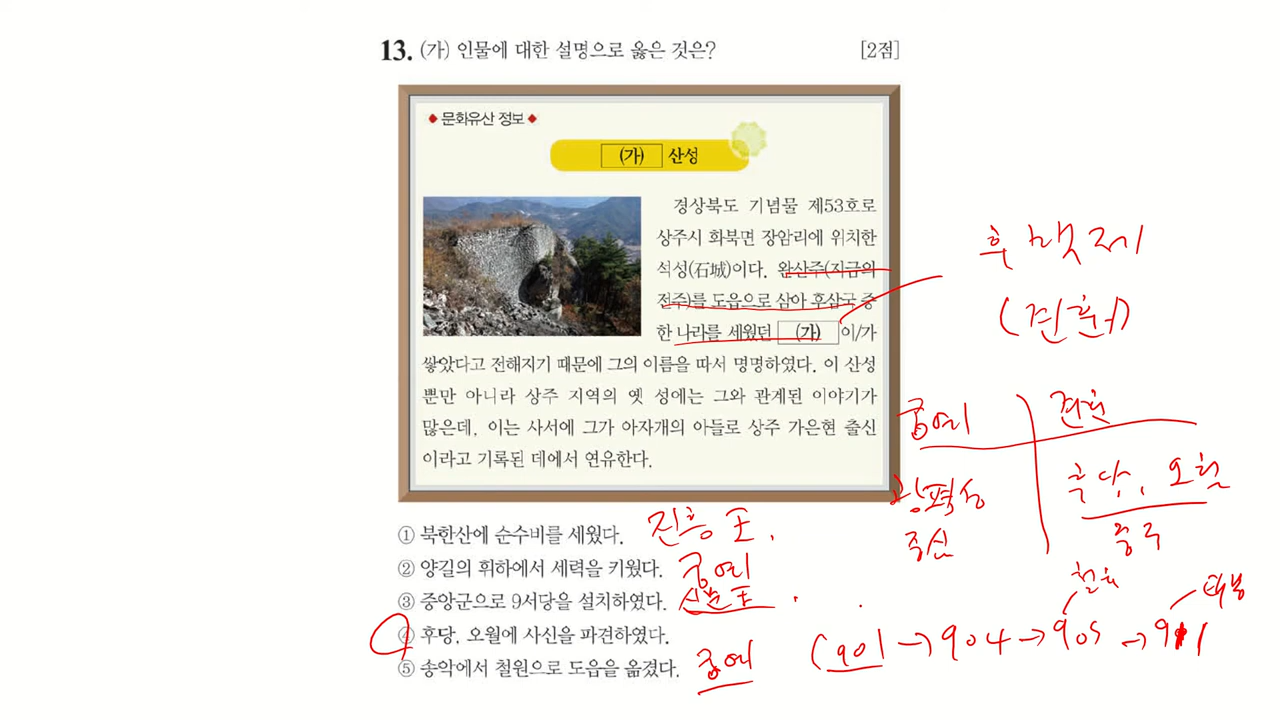 13. (가) 인물에 대한 설명으로 옳은 것은? [2점]
◆ 문화유산 정보 ◆
(가) 산성
경상북도 기념물 제53호로
상주시 화북면 장암리에 위치한
석성(石城)이다. 완산주(지금의
전주)를 도읍으로 삼아 후삼국 중
한 나라를 세웠던 (가) 이/가
쌓았다고 전해지기 때문에 그의 이름을 따서 명명하였다. 이 산성
뿐만 아니라 상주 지역의 옛 성에는 그와 관계된 이야기가
많은데, 이는 사서에 그가 아자개의 아들로 상주 가은현 출신
이라고 기록된 데에서 연유한다.
후백제
(견훤)
궁예 견훤
광평성 후당, 오월
중국
① 북한산에 순수비를 세웠다. 진흥王.
② 양길의 휘하에서 세력을 키웠다. 궁예
③ 중앙군으로 9서당을 설치하였다. 신문王
④ 후당, 오월에 사신을 파견하였다.
⑤ 송악에서 철원으로 도읍을 옮겼다. 궁예
철원 태봉
(901 → 904 → 905 → 911